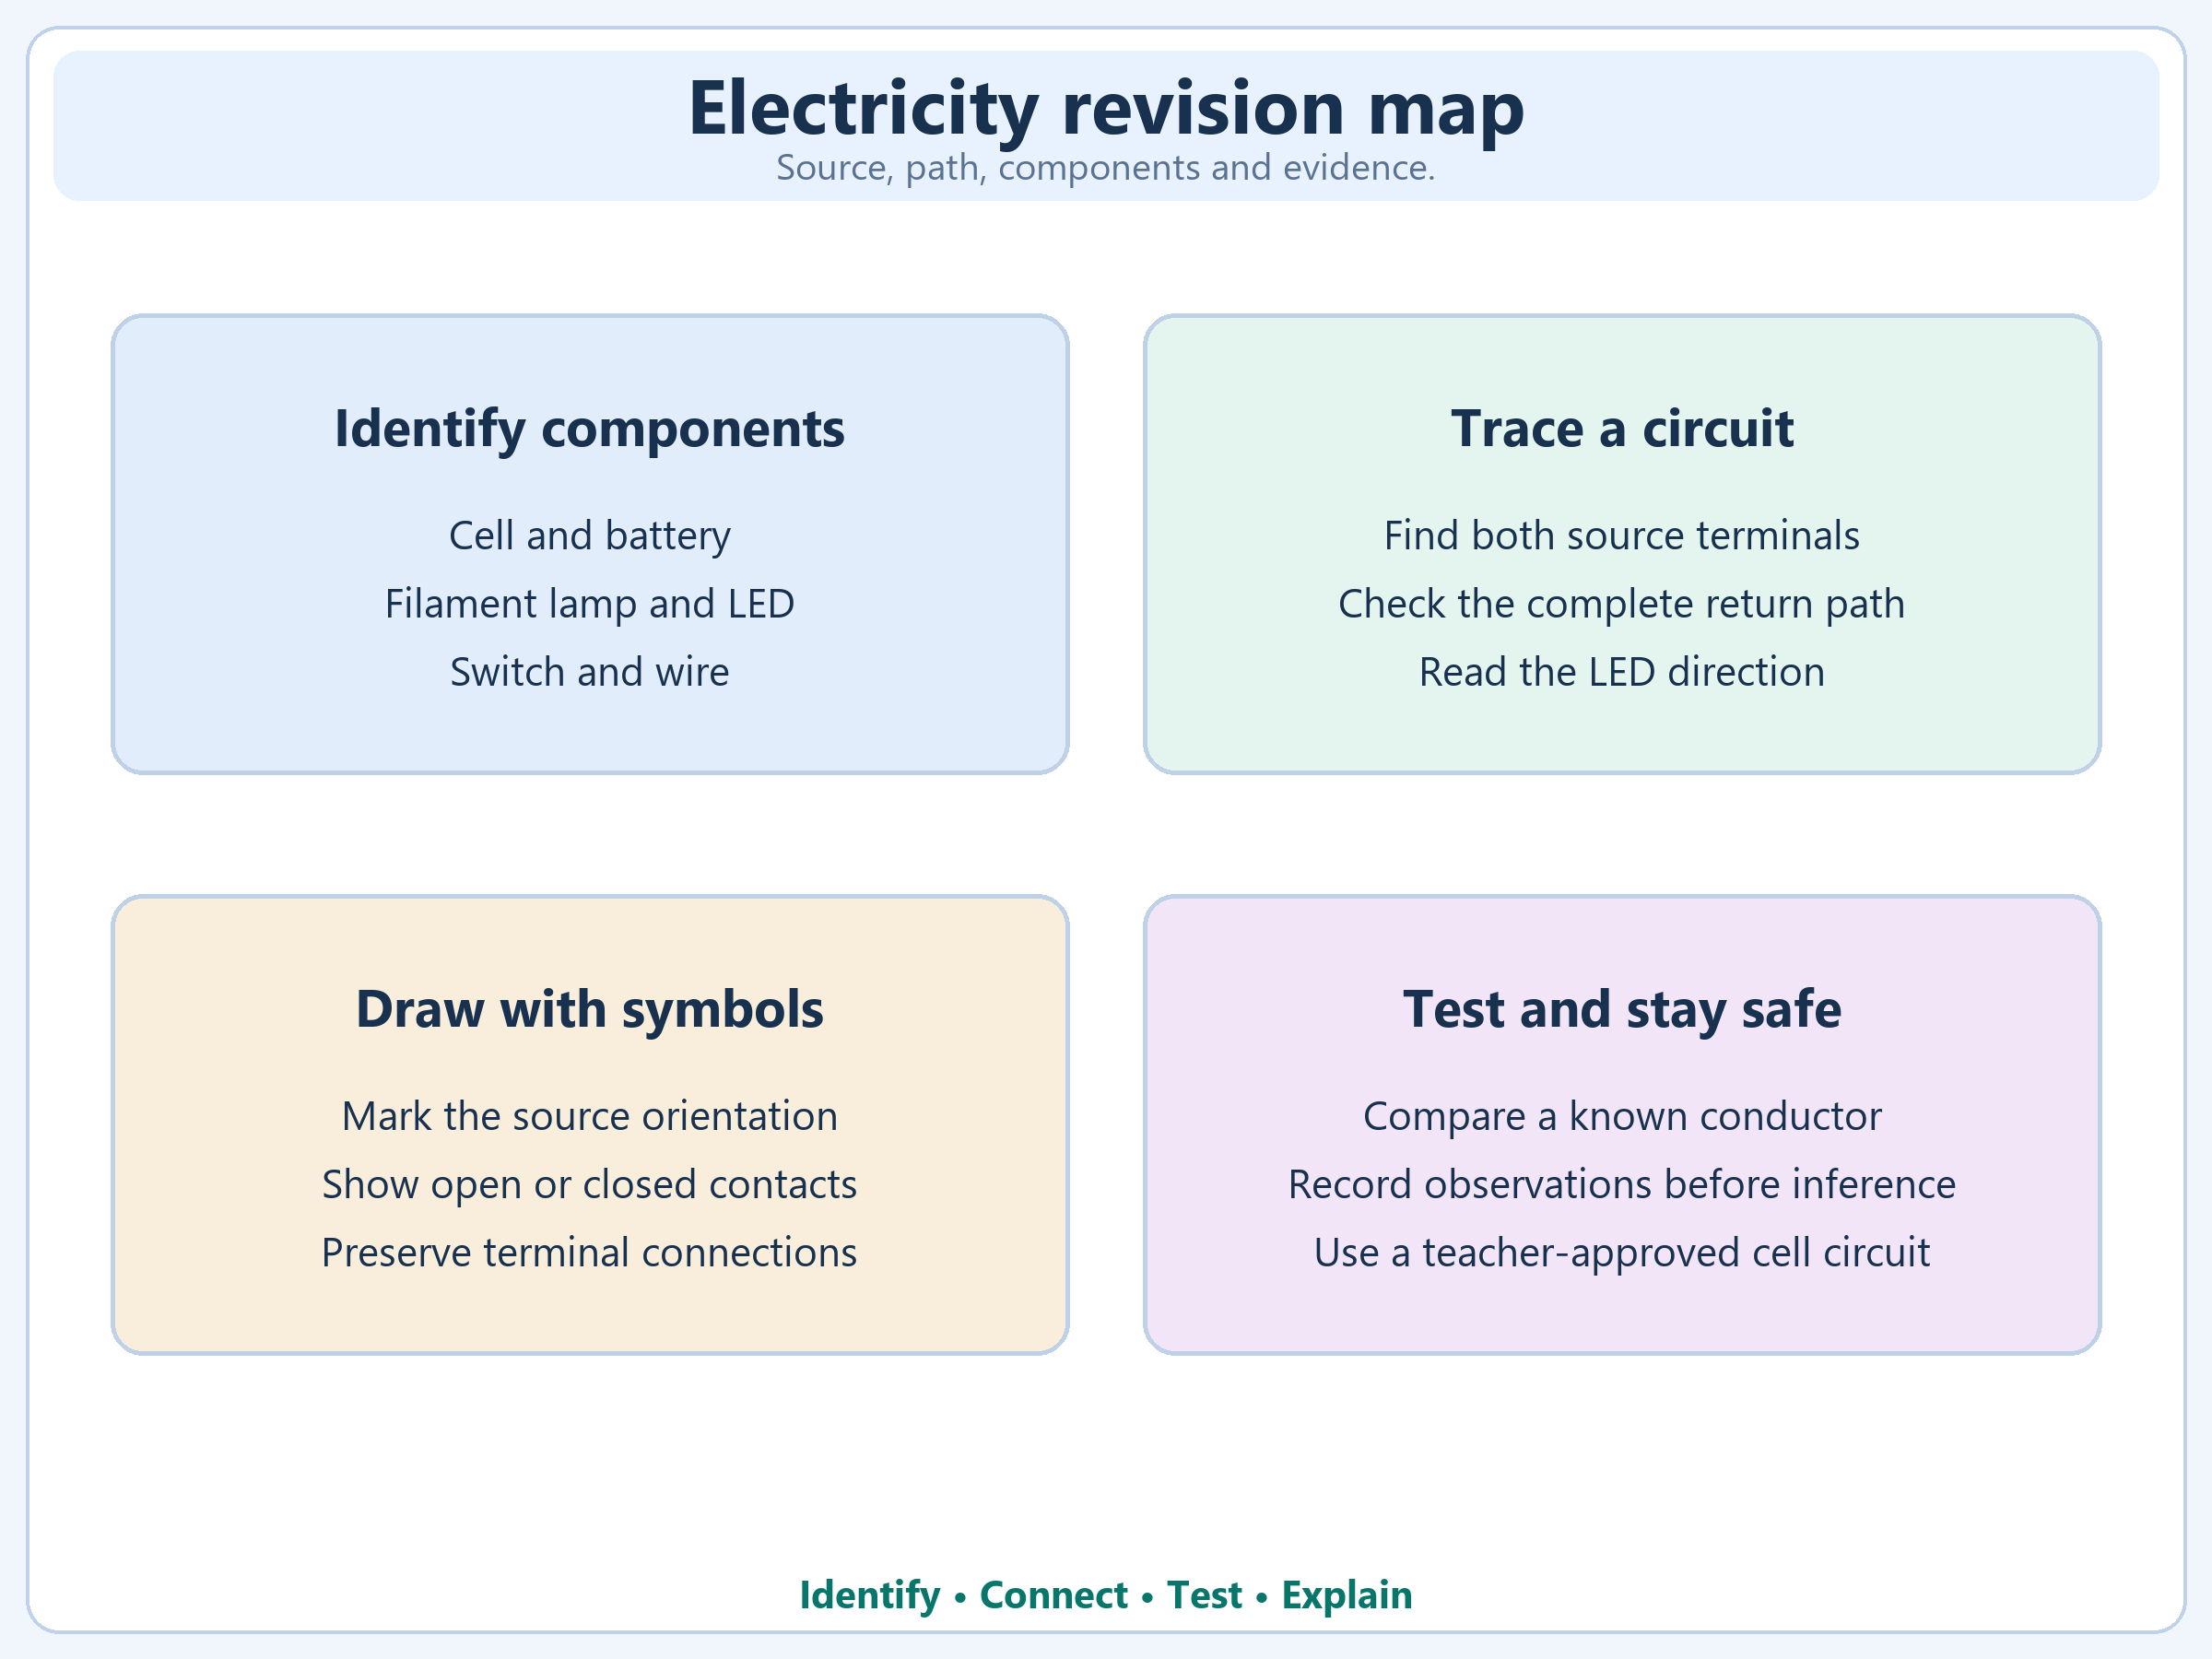 Electricity revision map
Source, path, components and evidence.
Identify components
Cell and battery
Filament lamp and LED
Switch and wire
Trace a circuit
Find both source terminals
Check the complete return path
Read the LED direction
Draw with symbols
Mark the source orientation
Show open or closed contacts
Preserve terminal connections
Test and stay safe
Compare a known conductor
Record observations before inference
Use a teacher-approved cell circuit
Identify • Connect • Test • Explain